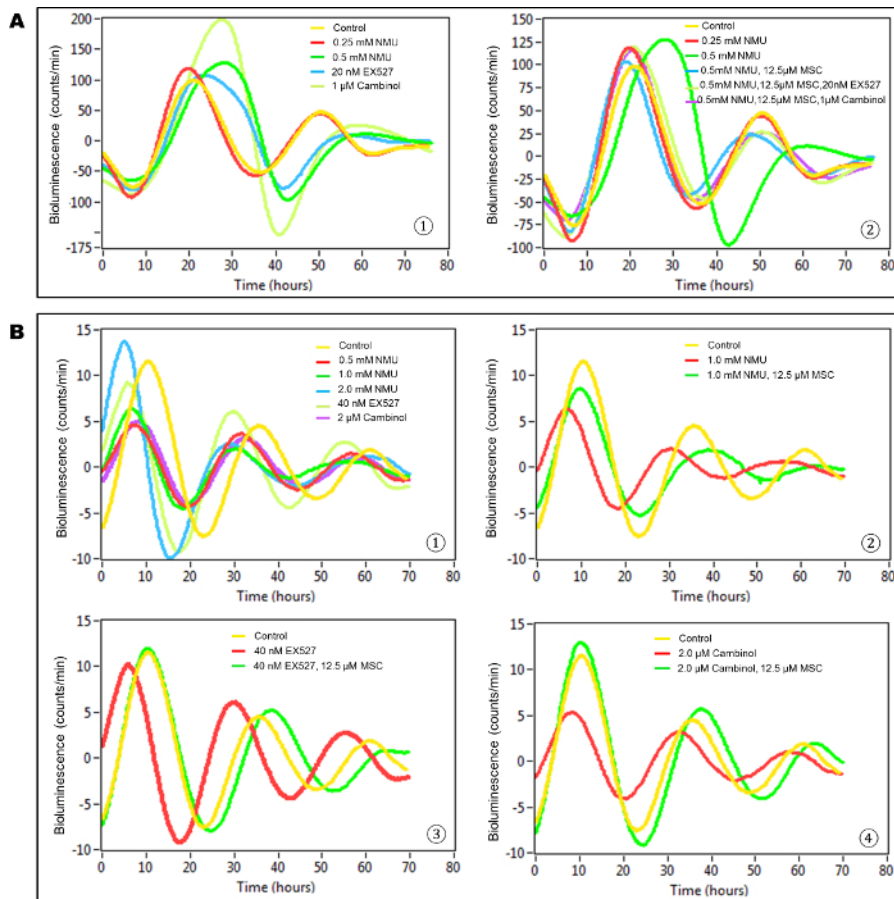 A
Bioluminescence (counts/min)
200
150
100
50
0
-50
100
-175
0 10 20 30 40 50 60 70 80
Time (hours)
Control
0.25 mM NMU
0.5 mM NMU
20 nM EX527
1 µM Cambinol
①
Bioluminescence (counts/min)
150
125
100
75
50
25
0
-25
-50
-75
-100
0 10 20 30 40 50 60 70 80
Time (hours)
Control
0.25 mM NMU
0.5 mM NMU
0.5mM NMU, 12.5µM MSC
0.5mM NMU,12.5µM MSC,20nM EX527
0.5mM NMU,12.5µM MSC,1µM Cambinol
②
B
Bioluminescence (counts/min)
15
10
5
0
-5
-10
0 10 20 30 40 50 60 70 80
Time (hours)
Control
0.5 mM NMU
1.0 mM NMU
2.0 mM NMU
40 nM EX527
2 µM Cambinol
①
Bioluminescence (counts/min)
15
10
5
0
-5
-10
0 10 23 30 40 50 60 70 80
Time (hours)
Control
1.0 mM NMU
1.0 mM NMU, 12.5 µM MSC
②
Bioluminescence (counts/min)
15
10
5
0
-5
-10
0 10 20 30 40 50 60 70 80
Time (hours)
Control
40 nM EX527
40 nM EX527, 12.5 µM MSC
③
Bioluminescence (counts/min)
15
10
5
0
-5
-10
0 10 20 30 40 50 60 70 80
Time (hours)
Control
2.0 µM Cambinol
2.0 µM Cambinol, 12.5 µM MSC
④